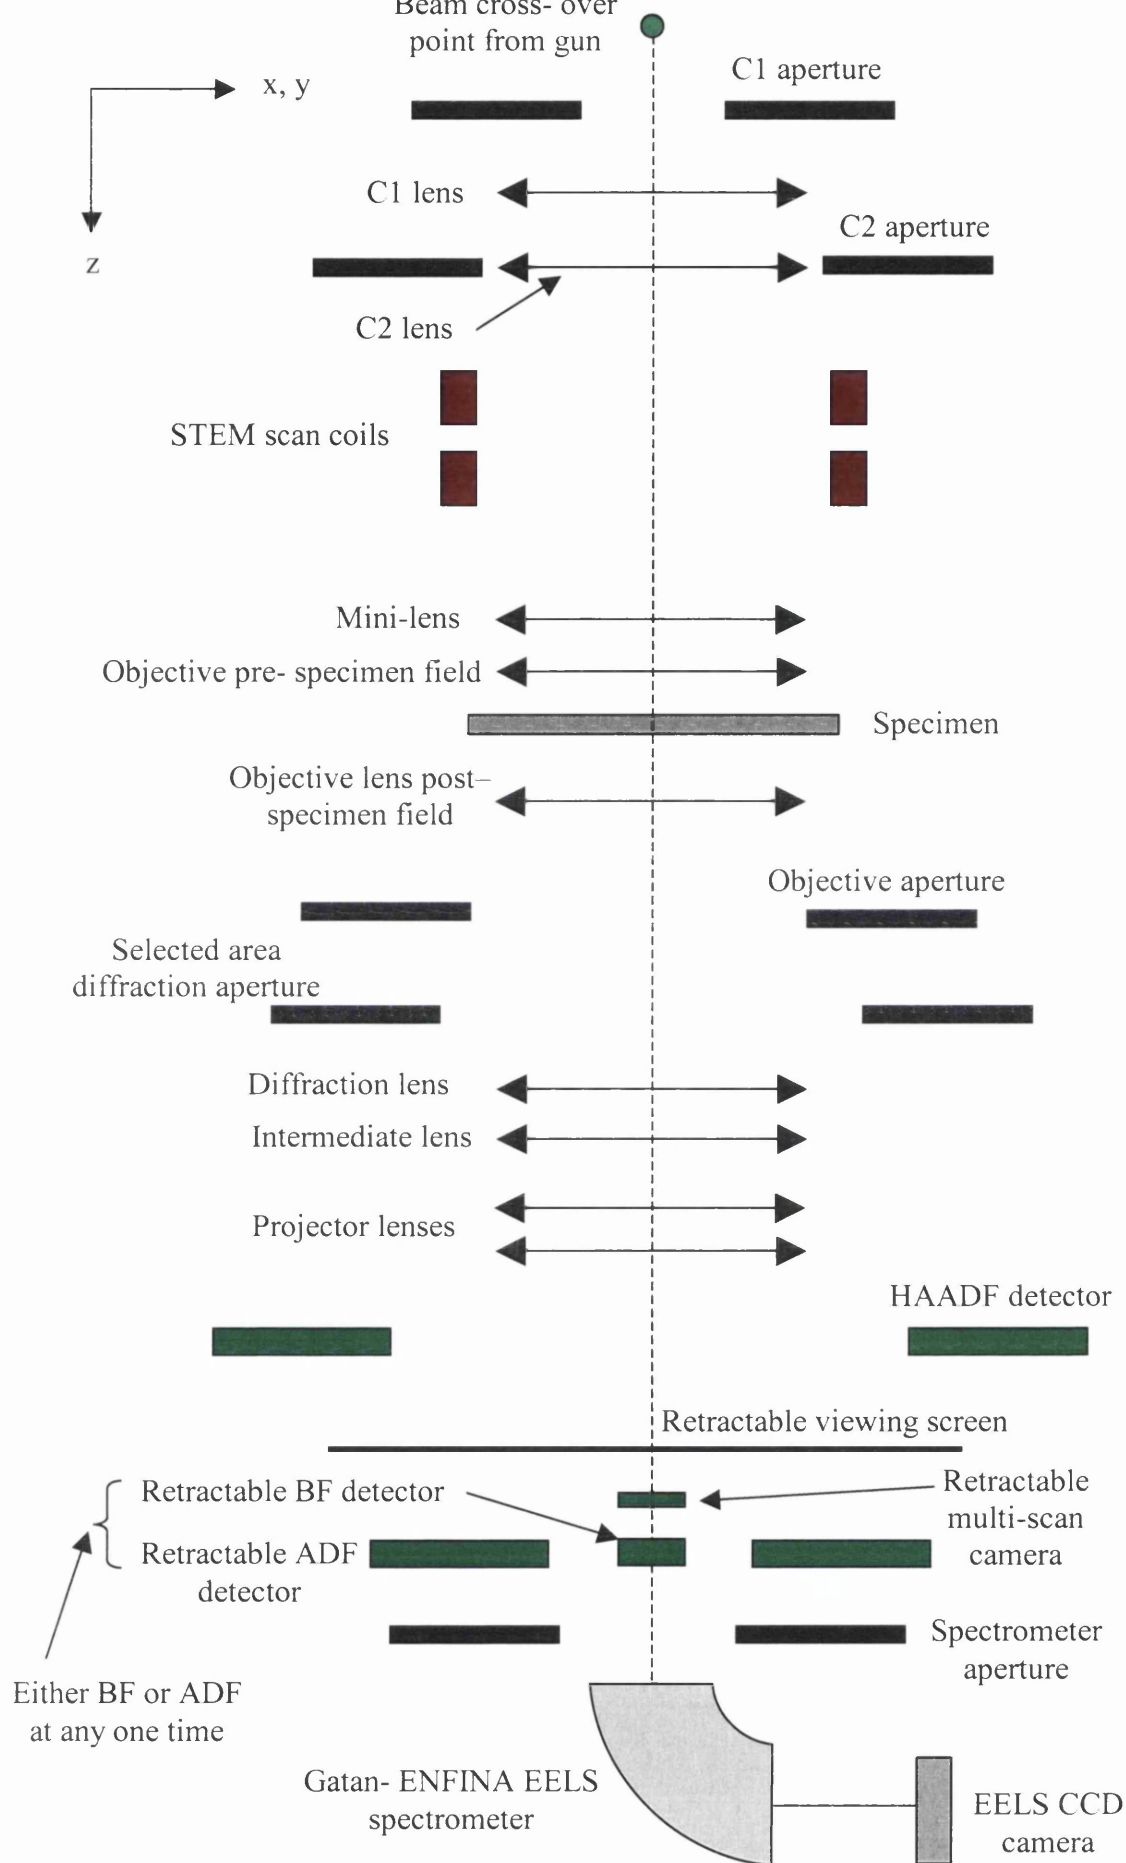 Beam cross- over
point from gun
C1 aperture
x, y
C1 lens
C2 aperture
z
C2 lens
STEM scan coils
Mini-lens
Objective pre- specimen field
Specimen
Objective lens post–
specimen field
Objective aperture
Selected area
diffraction aperture
Diffraction lens
Intermediate lens
Projector lenses
HAADF detector
Retractable viewing screen
Retractable BF detector
Retractable
multi-scan
camera
Retractable ADF
detector
Spectrometer
aperture
Either BF or ADF
at any one time
Gatan- ENFINA EELS
spectrometer
EELS CCD
camera